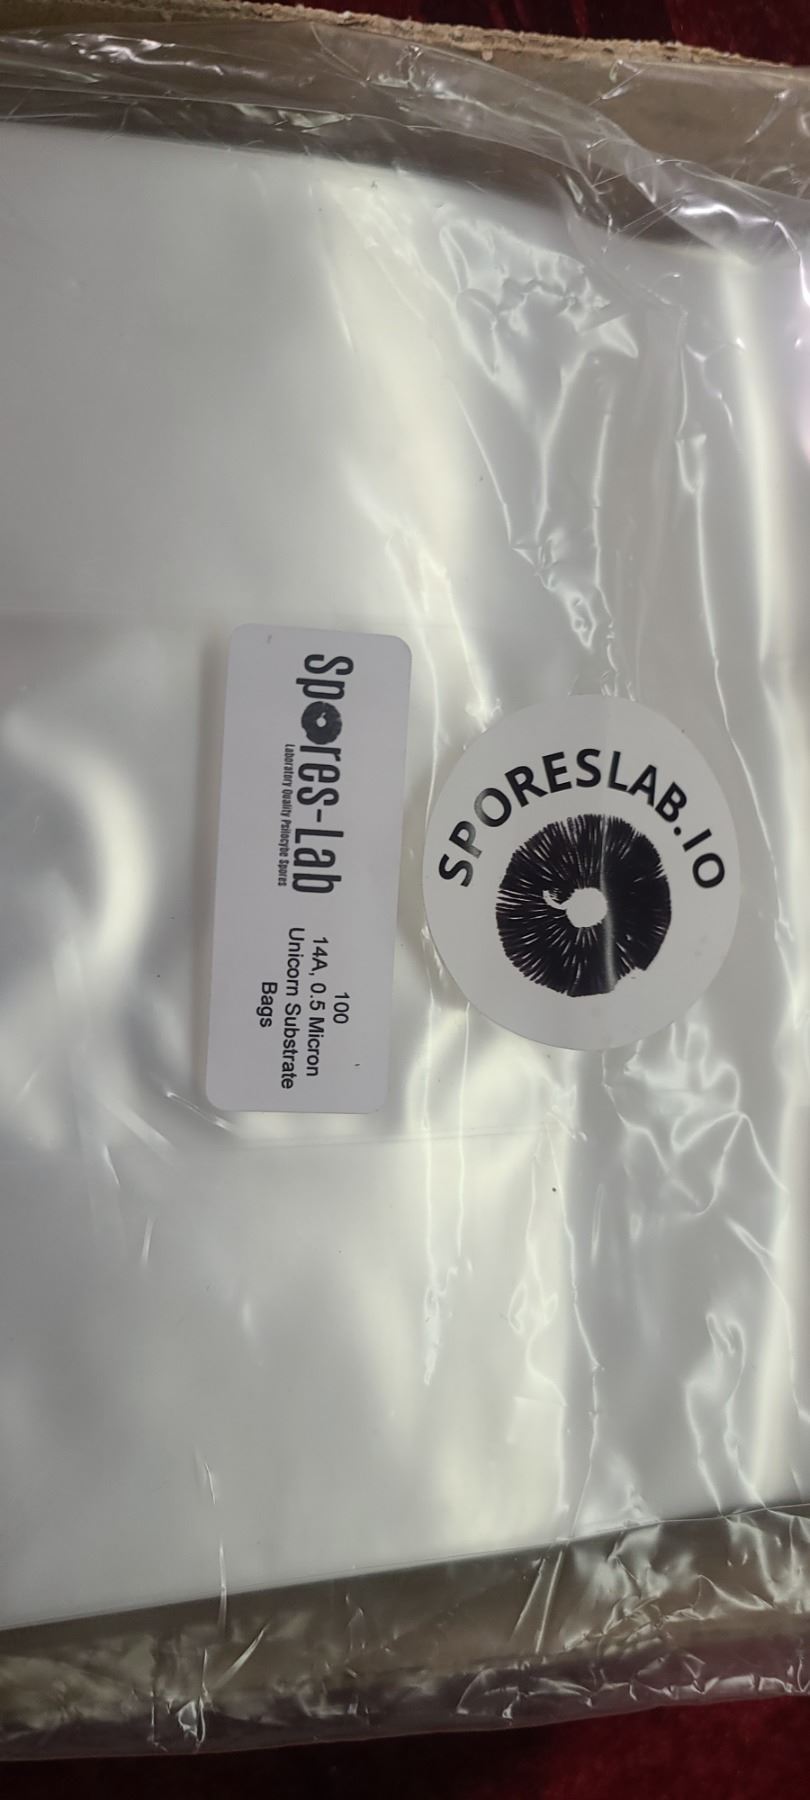 SPORESLAB.IO
Spores-Lab
Laboratory Quality Psilocybe Spores
100
14A, 0.5 Micron
Unicorn Substrate
Bags